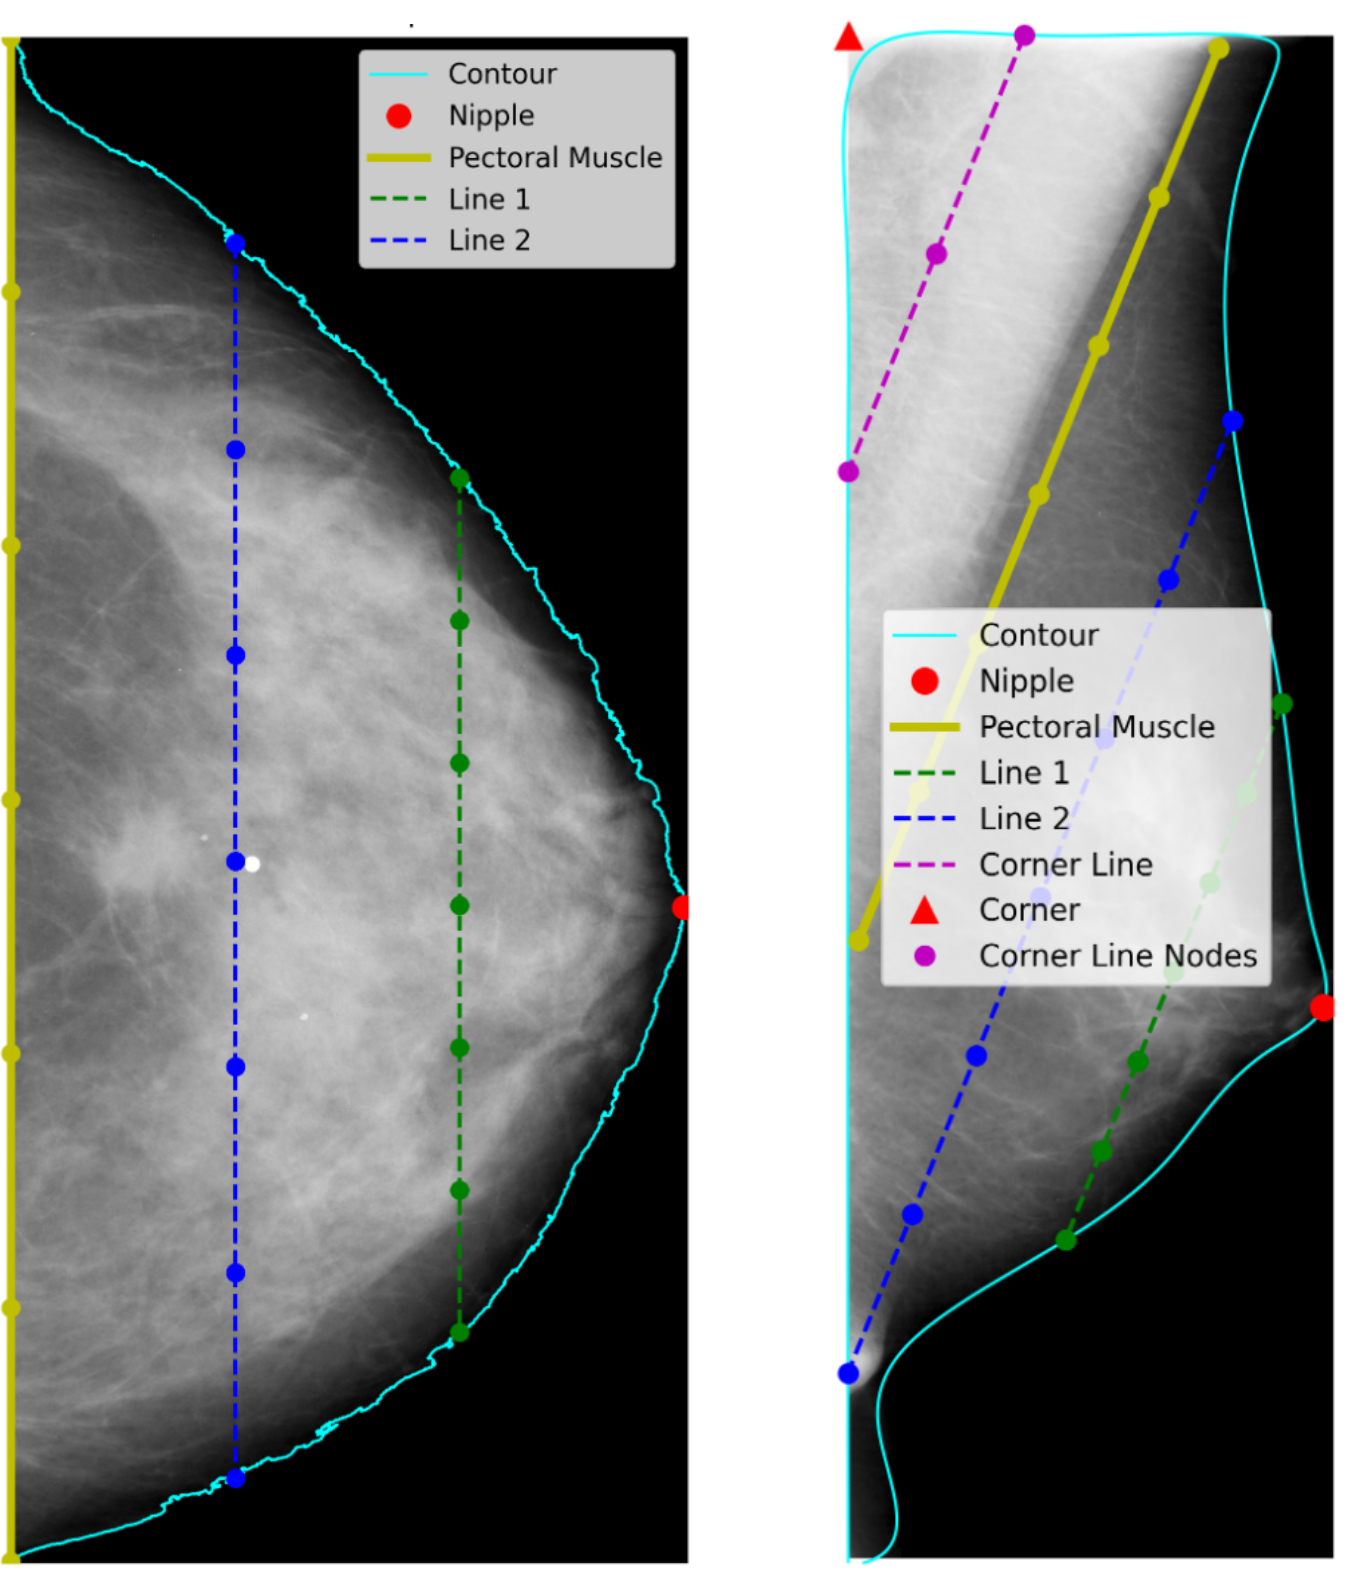 Contour
Nipple
Pectoral Muscle
Line 1
Line 2
Contour
Nipple
Pectoral Muscle
Line 1
Line 2
Corner Line
Corner
Corner Line Nodes